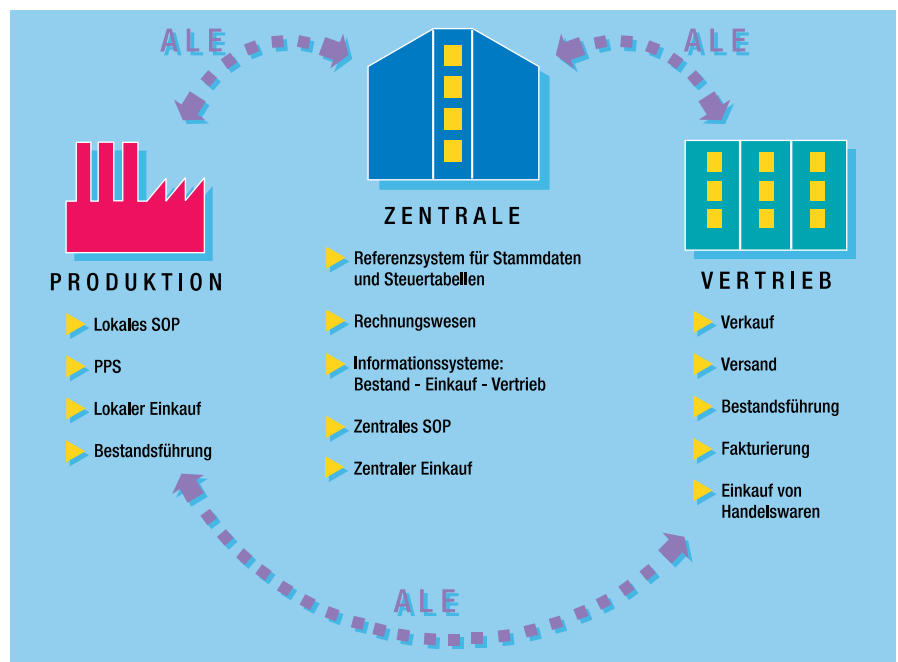 ALE
ALE
ZENTRALE
Referenzsystem für Stammdaten
und Steuertabellen
Rechnungswesen
Informationssysteme:
Bestand - Einkauf - Vertrieb
Zentrales SOP
Zentraler Einkauf
PRODUKTION
Lokales SOP
PPS
Lokaler Einkauf
Bestandsführung
VERTRIEB
Verkauf
Versand
Bestandsführung
Fakturierung
Einkauf von
Handelswaren
ALE